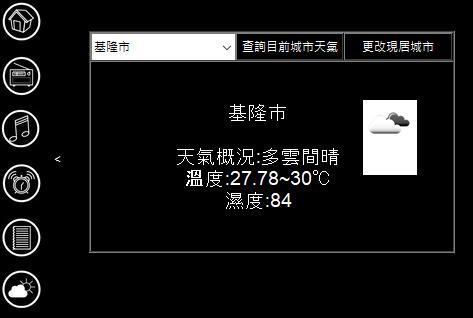 基隆市 查詢目前城市天氣 更改現居城市
基隆市
<
天氣概況:多雲間晴
溫度:27.78~30℃
濕度:84